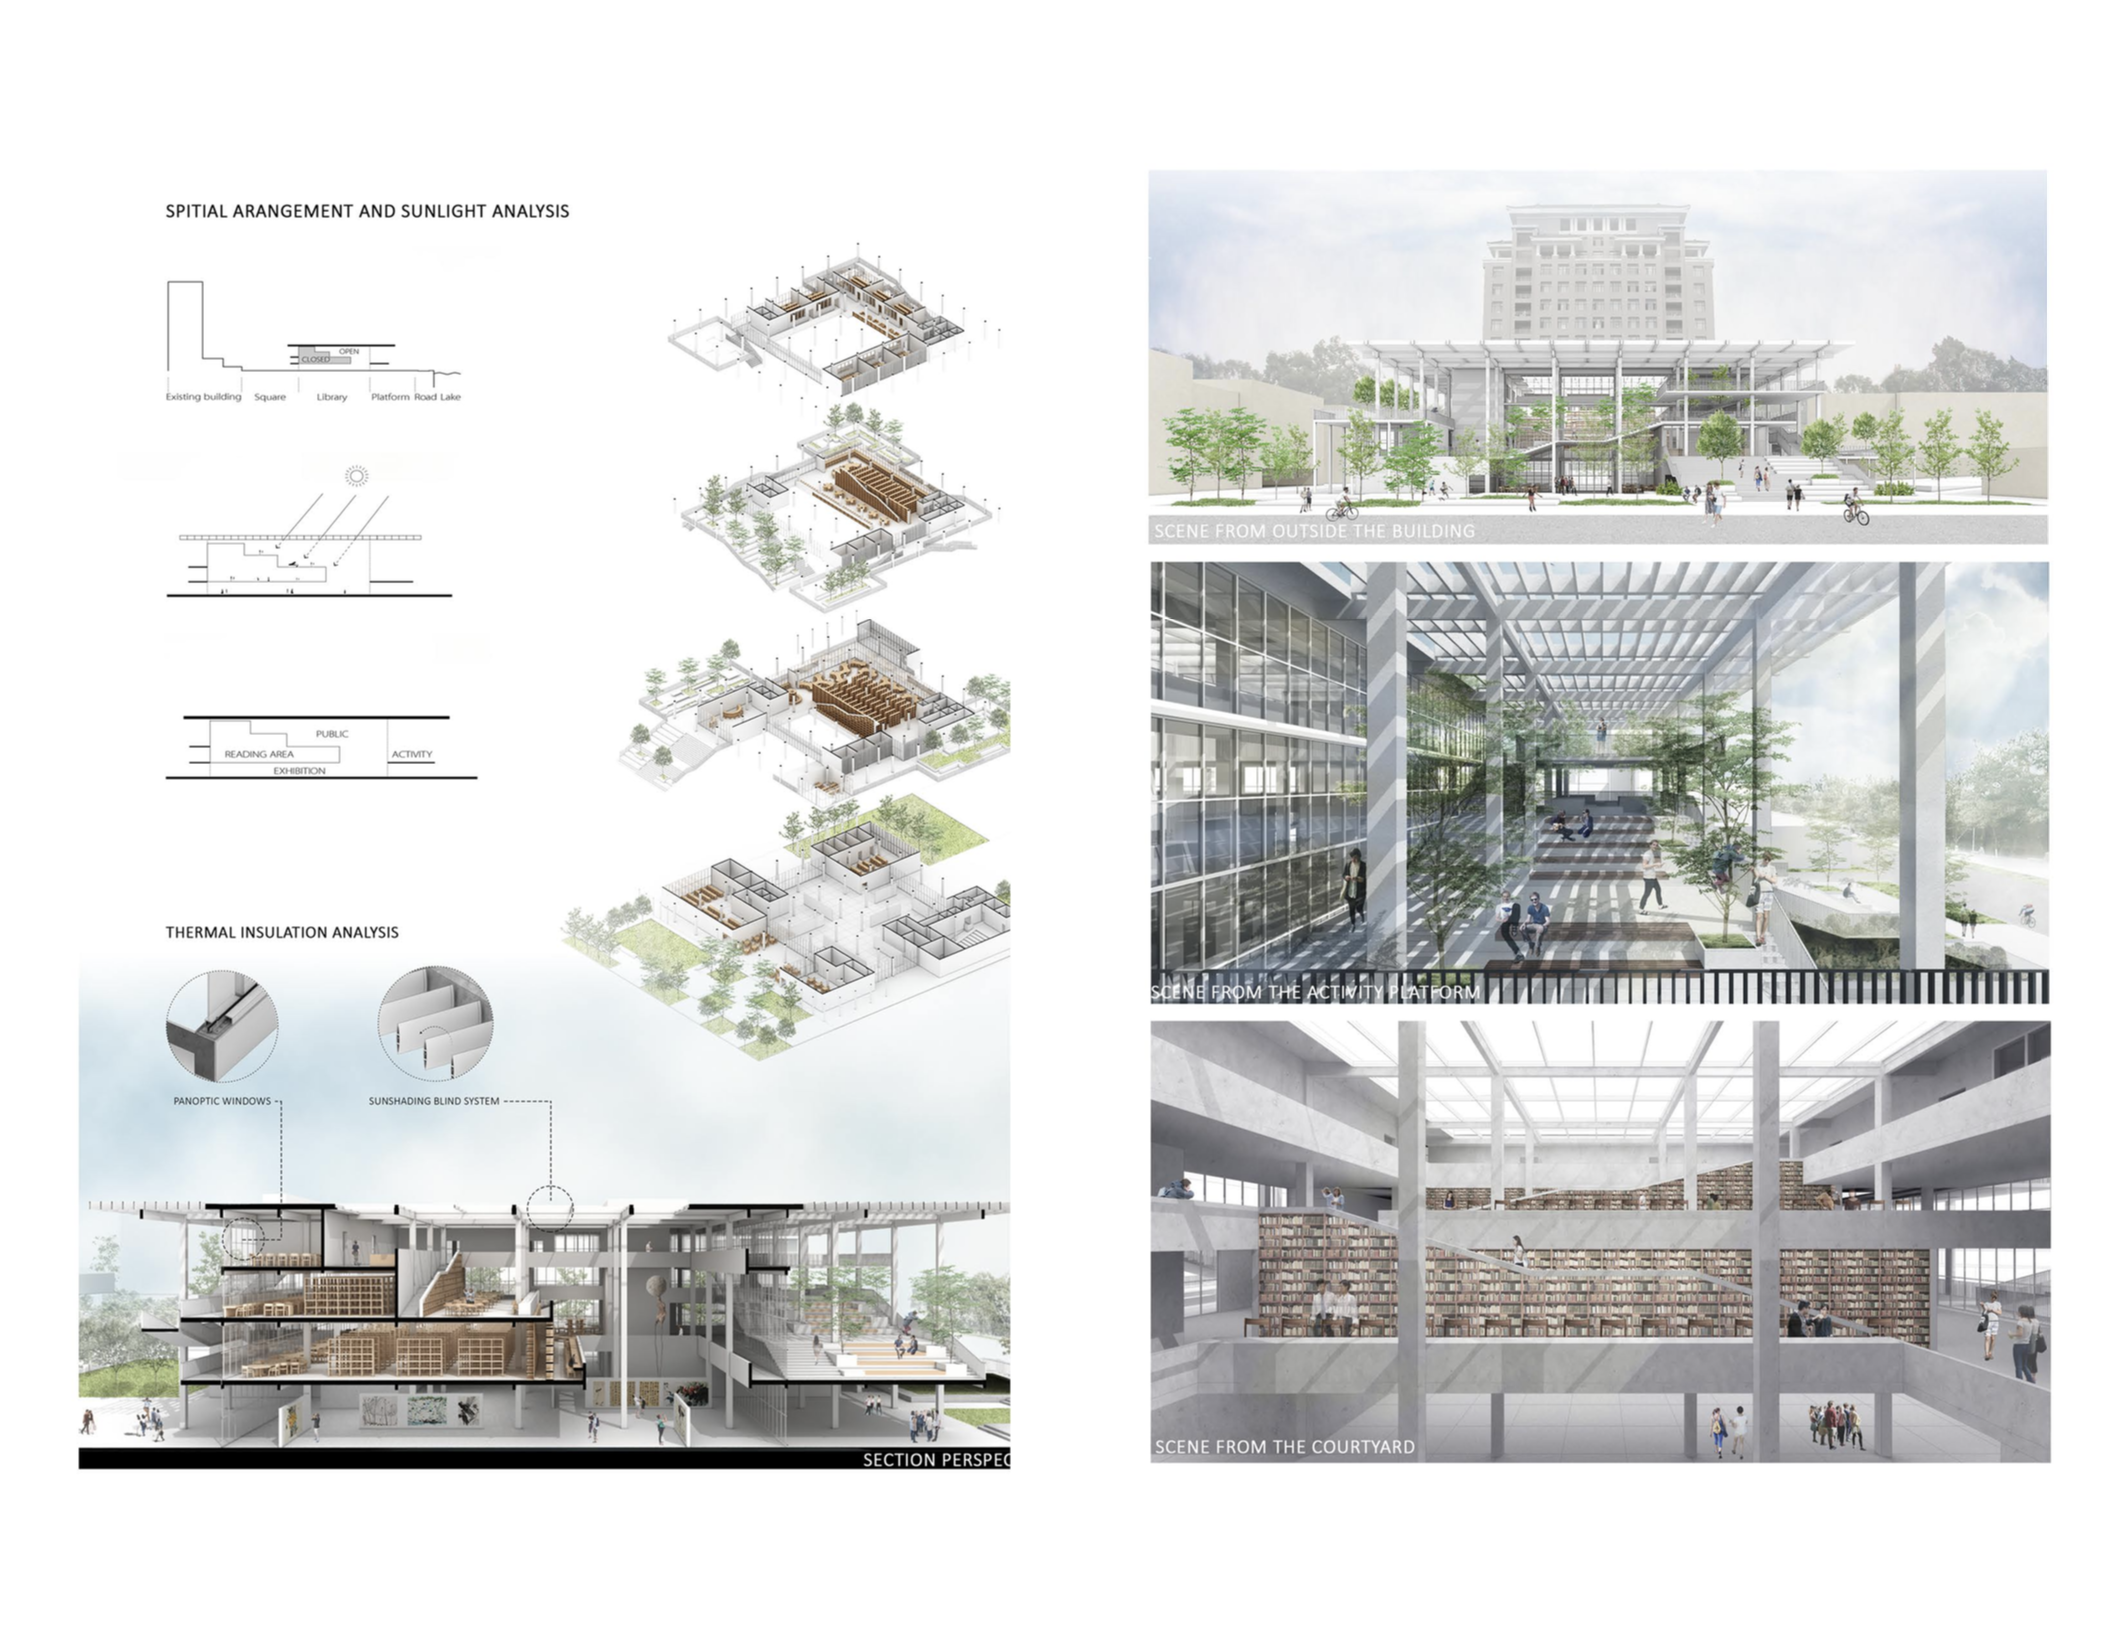 SPITIAL ARANGEMENT AND SUNLIGHT ANALYSIS
OPEN
CLOSED
Existing building Square Library Platform Road Lake
PUBLIC
READING AREA
ACTIVITY
EXHIBITION
THERMAL INSULATION ANALYSIS
PANOPTIC WINDOWS
SUNSHADING BLIND SYSTEM
SECTION PERSPEC
SCENE FROM OUTSIDE THE BUILDING
SCENE FROM THE ACTIVITY PLATFORM
SCENE FROM THE COURTYARD